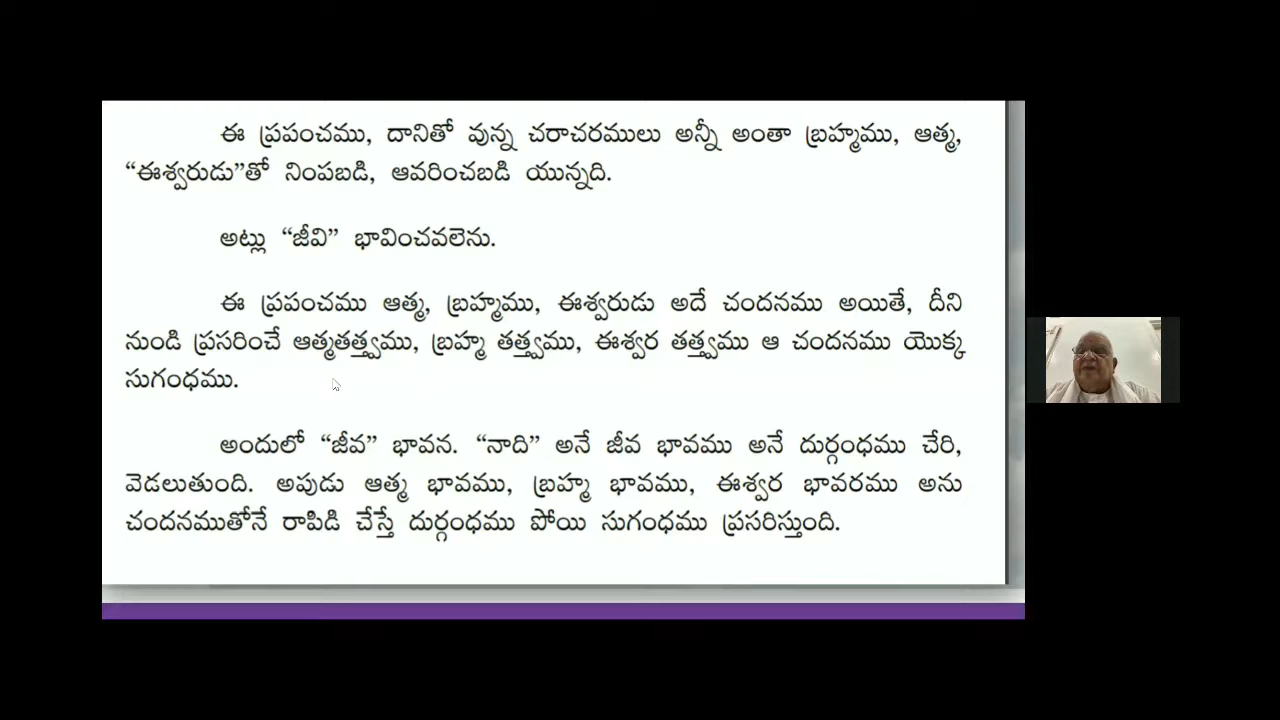 ఈ ప్రపంచము, దానితో వున్న చరాచరములు అన్నీ అంతా బ్రహ్మము, ఆత్మ,
“ఈశ్వరుడు”తో నింపబడి, ఆవరించబడి యున్నది.
అట్లు “జీవి” భావించవలెను.
ఈ ప్రపంచము ఆత్మ, బ్రహ్మము, ఈశ్వరుడు అదే చందనము అయితే, దీని
నుండి ప్రసరించే ఆత్మతత్త్వము, బ్రహ్మ తత్త్వము, ఈశ్వర తత్త్వము ఆ చందనము యొక్క
సుగంధము.
అందులో “జీవ” భావన. “నాది” అనే జీవ భావము అనే దుర్గంధము చేరి,
వెడలుతుంది. అపుడు ఆత్మ భావము, బ్రహ్మ భావము, ఈశ్వర భావరము అను
చందనముతోనే రాపిడి చేస్తే దుర్గంధము పోయి సుగంధము ప్రసరిస్తుంది.